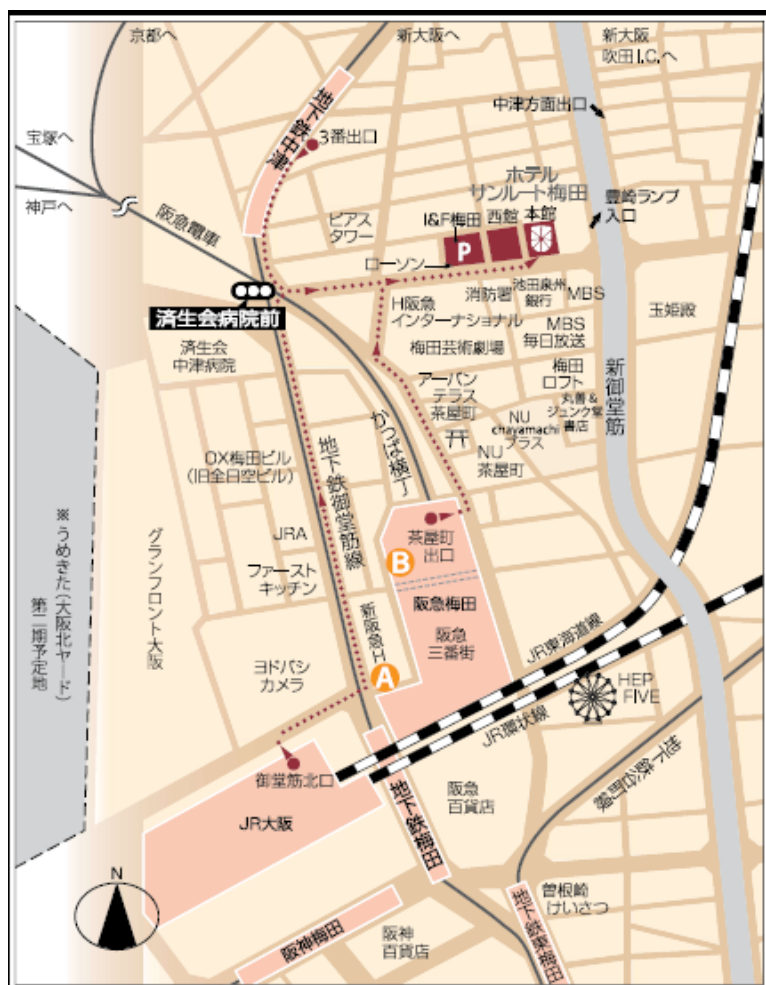 京都へ
新大阪へ
新大阪
吹田I.C.へ
地下鉄中津
中津方面出口
3番出口
宝塚へ
神戸へ
阪急電車
ピアス
タワー
ホテル
サンルート梅田
I&F梅田
西館
本館
豊崎ランプ
入口
P
ローソン
済生会病院前
済生会
中津病院
H阪急
インターナショナル
消防署
池田泉州
銀行
MBS
MBS
毎日放送
玉姫殿
梅田芸術劇場
梅田
ロフト
アーバン
テラス
茶屋町
丸善&
ジュンク堂
書店
新御堂筋
NU
chayamachi
プラス
NU
茶屋町
かっぱ横丁
地下鉄御堂筋線
OX梅田ビル
(旧全日空ビル)
JRA
ファースト
キッチン
茶屋町
出口
B
※うめきた(大阪北ヤード)
第二期予定地
グランフロント大阪
阪急梅田
阪急
三番街
新阪急H
A
ヨドバシ
カメラ
JR東海道線
HEP
FIVE
JR環状線
地下鉄谷町線
御堂筋北口
JR大阪
地下鉄梅田
阪急
百貨店
N
曽根崎
けいさつ
地下鉄東梅田
阪神梅田
阪神
百貨店